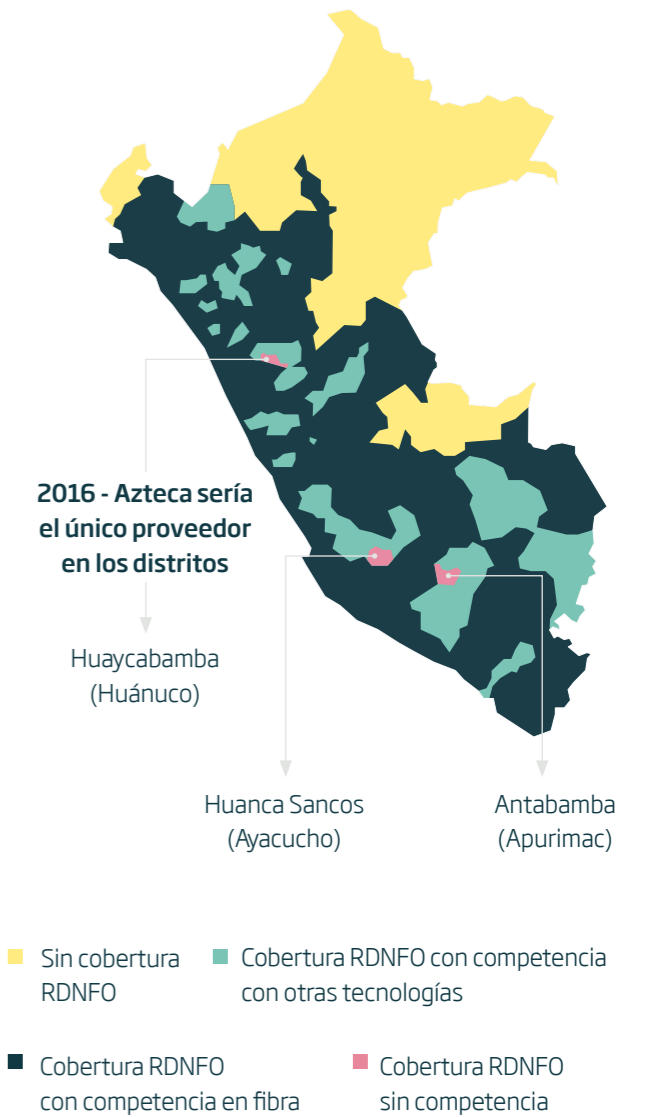 2016 - Azteca sería
el único proveedor
en los distritos
Huaycabamba
(Huánuco)
Huanca Sancos
(Ayacucho)
Antabamba
(Apurimac)
Sin cobertura
RDNFO
Cobertura RDNFO con competencia
con otras tecnologías
Cobertura RDNFO
con competencia en fibra
Cobertura RDNFO
sin competencia